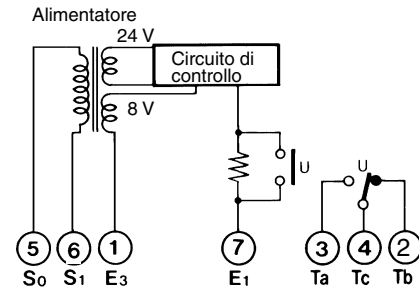 Alimentatore
24 V
Circuito di
controllo
8 V
U
U
5 6 1 7 3 4 2
S0 S1 E3 E1 Ta Tc Tb